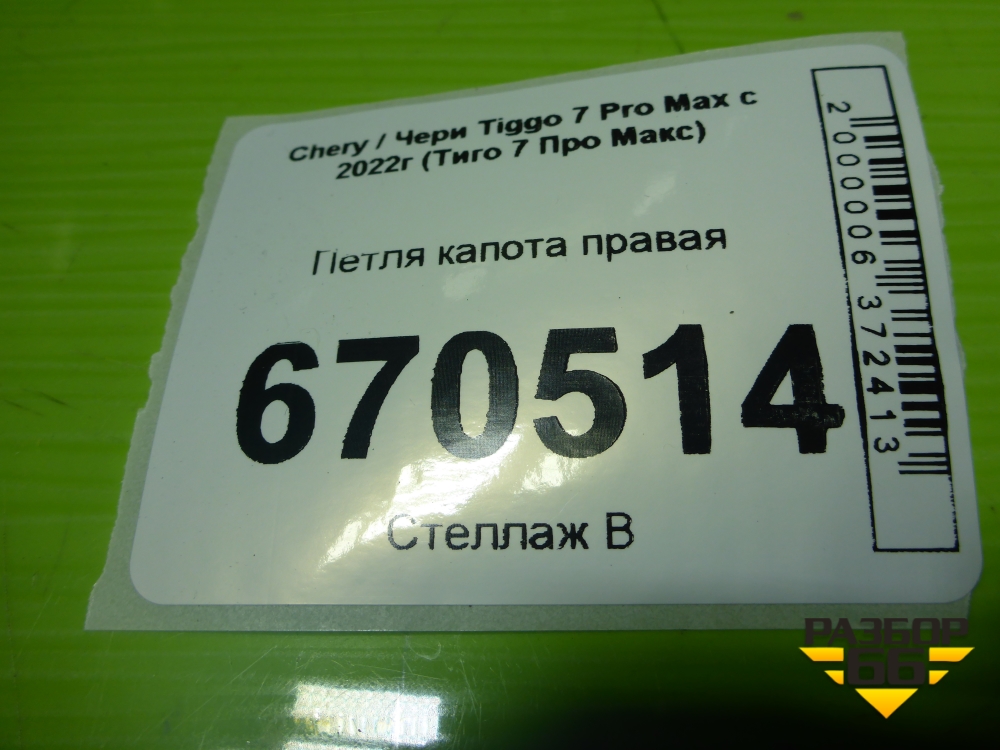 Chery / Чери Tiggo 7 Pro Max с
2022г (Тиго 7 Про Макс)
Петля капота правая
670514
Стеллаж В
2000006372413
РАЗБОР
66